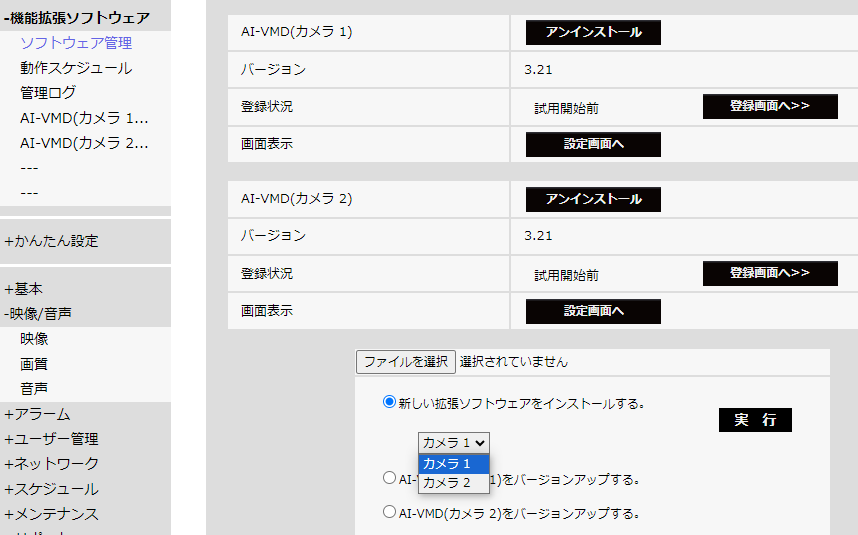 -機能拡張ソフトウェア
ソフトウェア管理
動作スケジュール
管理ログ
AI-VMD(カメラ 1...
AI-VMD(カメラ 2...
---
---
+かんたん設定
+基本
-映像/音声
映像
画質
音声
+アラーム
+ユーザー管理
+ネットワーク
+スケジュール
+メンテナンス
AI-VMD(カメラ 1) アンインストール
バージョン 3.21
登録状況 試用開始前 登録画面へ>>
画面表示 設定画面へ
AI-VMD(カメラ 2) アンインストール
バージョン 3.21
登録状況 試用開始前 登録画面へ>>
画面表示 設定画面へ
ファイルを選択 選択されていません
新しい拡張ソフトウェアをインストールする。
実 行
カメラ 1
カメラ 1
カメラ 2
AI- 1)をバージョンアップする。
AI-VMD(カメラ 2)をバージョンアップする。